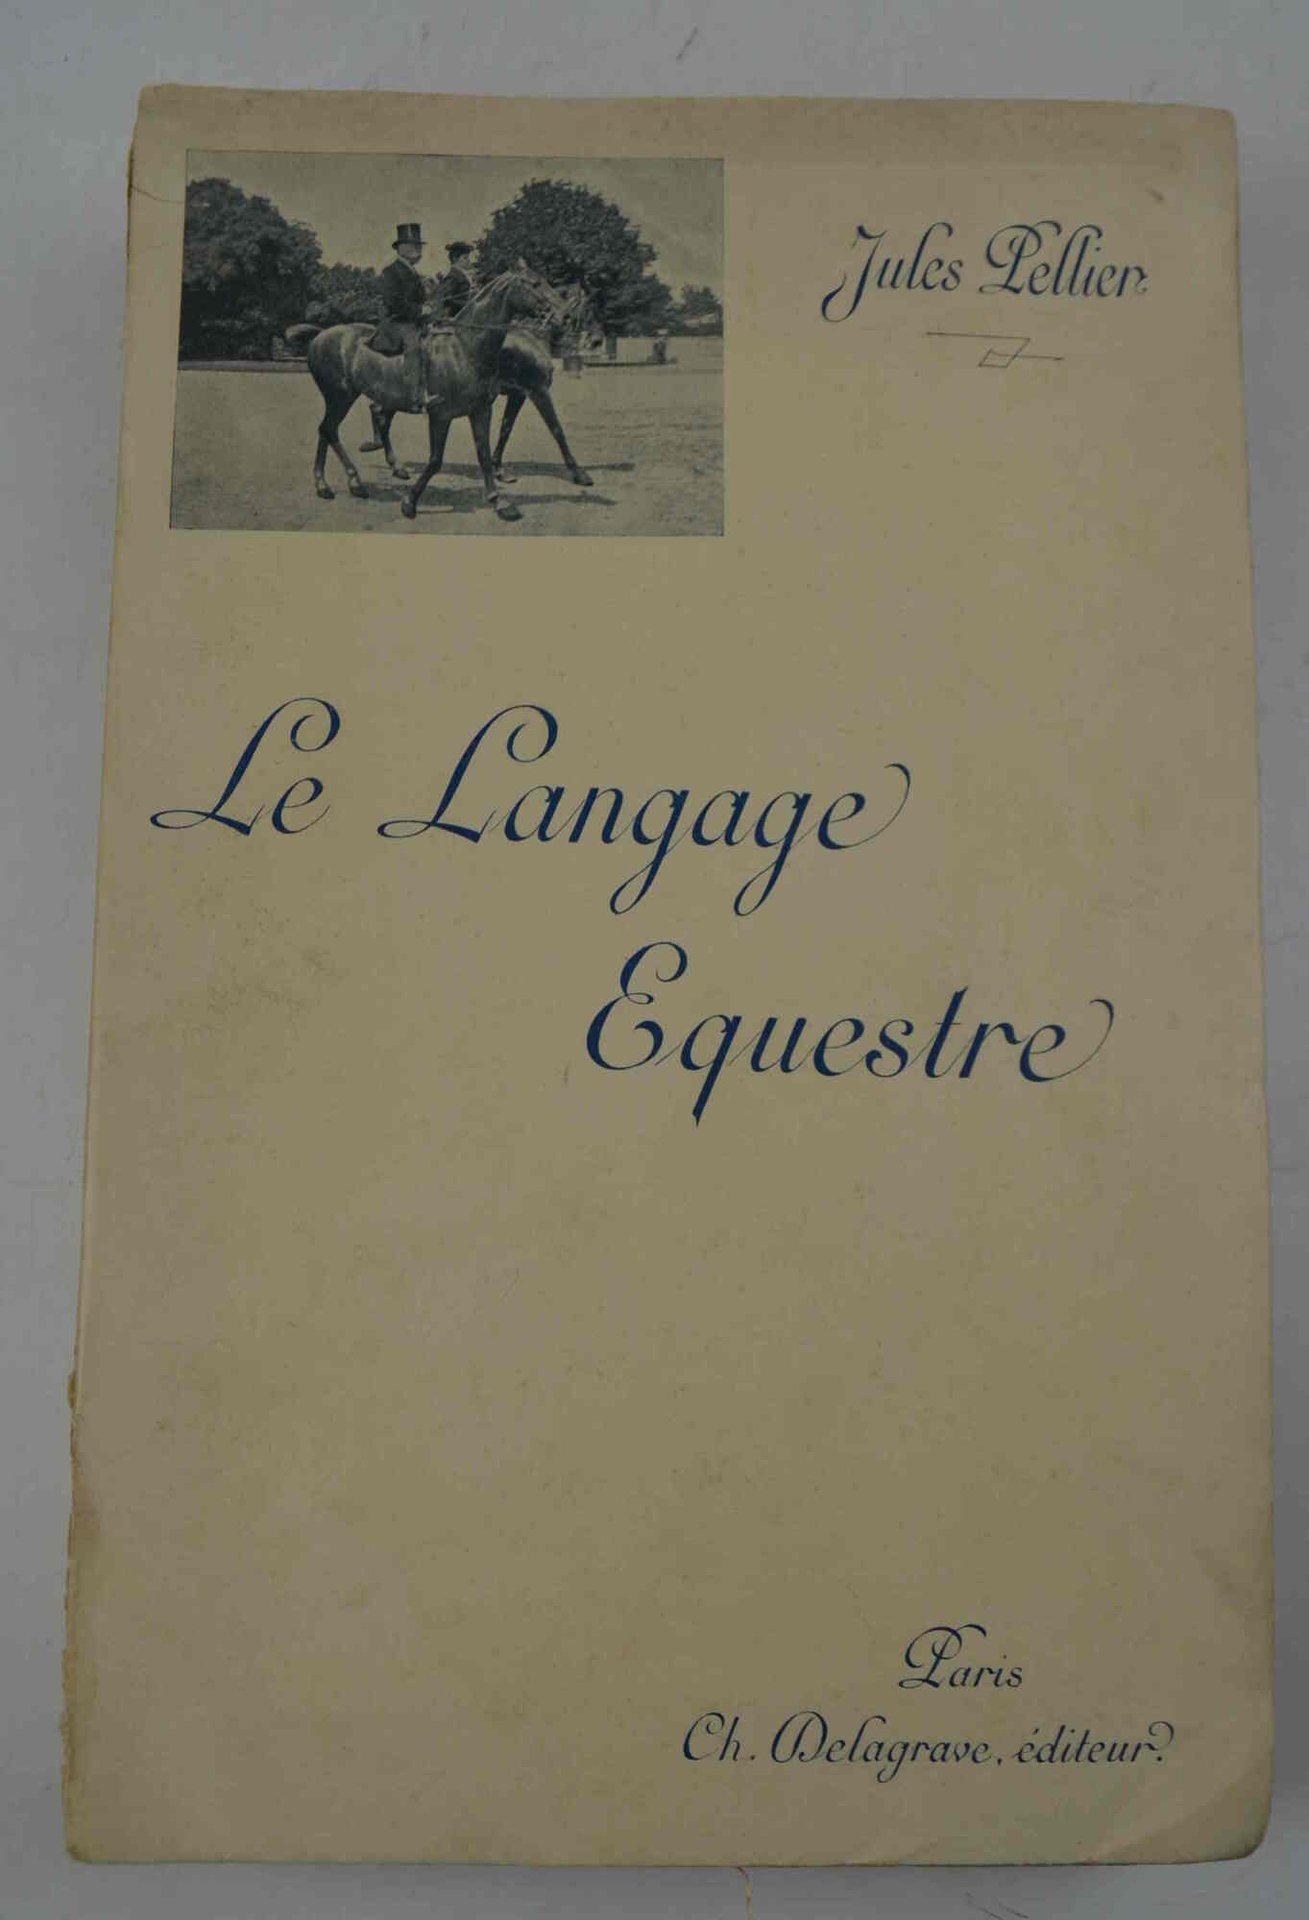 Jules Pellier
Le Langage
Equestre
Paris
Ch. Delagrave, éditeur.